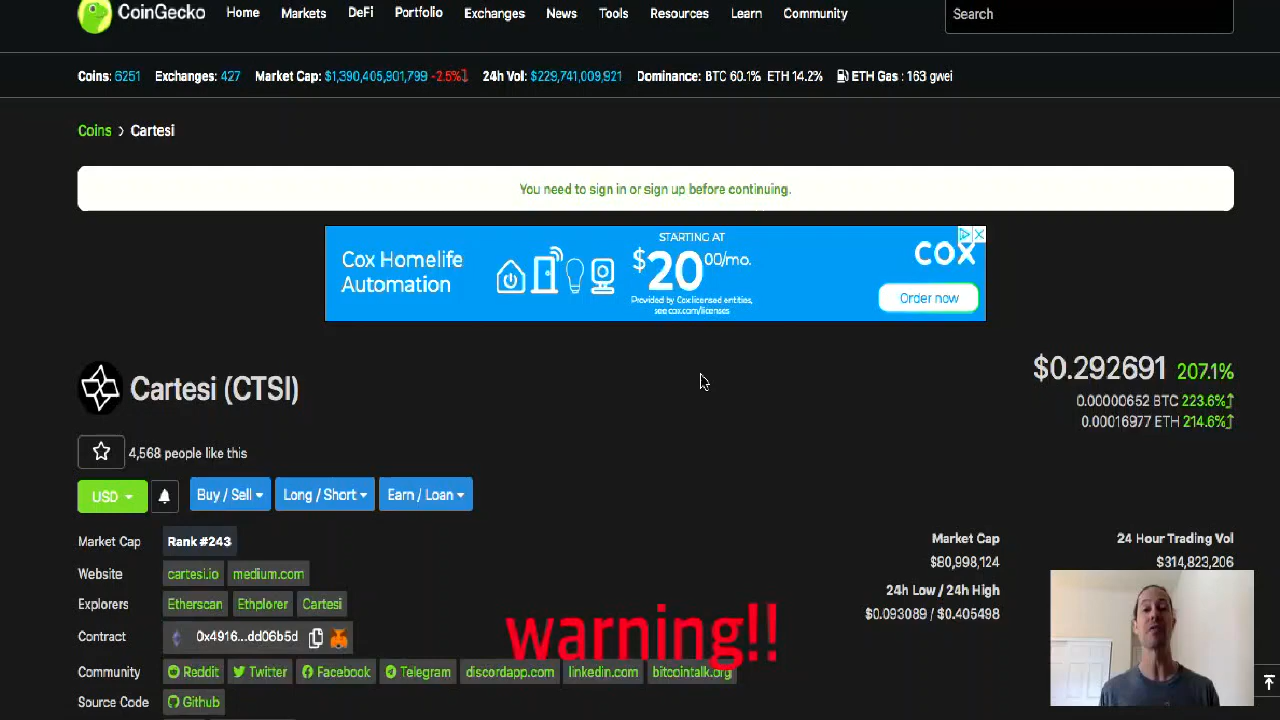 CoinGecko Home Markets DeFi Portfolio Exchanges News Tools Resources Learn Community Search
Coins: 6251 Exchanges: 427 Market Cap: $1,390,405,901,799 -2.5% 24h Vol: $229,741,009,921 Dominance: BTC 60.1% ETH 14.2% ETH Gas : 163 gwei
Coins > Cartesi
You need to sign in or sign up before continuing.
Cox Homelife
Automation
STARTING AT
$20 00/mo.
Provided by Cox licensed entities,
see cox.com/licenses
COX
Order now
Cartesi (CTSI)
$0.292691 207.1%
0.00000652 BTC 223.6%
0.00016977 ETH 214.6%
4,568 people like this
USD Buy / Sell Long / Short Earn / Loan
Market Cap Rank #243
Website cartesi.io medium.com
Explorers Etherscan Ethplorer Cartesi
Contract 0x4916...dd06b5d
Community Reddit Twitter Facebook Telegram discordapp.com linkedin.com bitcointalk.org
Source Code Github
Market Cap
$80,998,124
24h Low / 24h High
$0.093089 / $0.405498
24 Hour Trading Vol
$314,823,206
warning!!